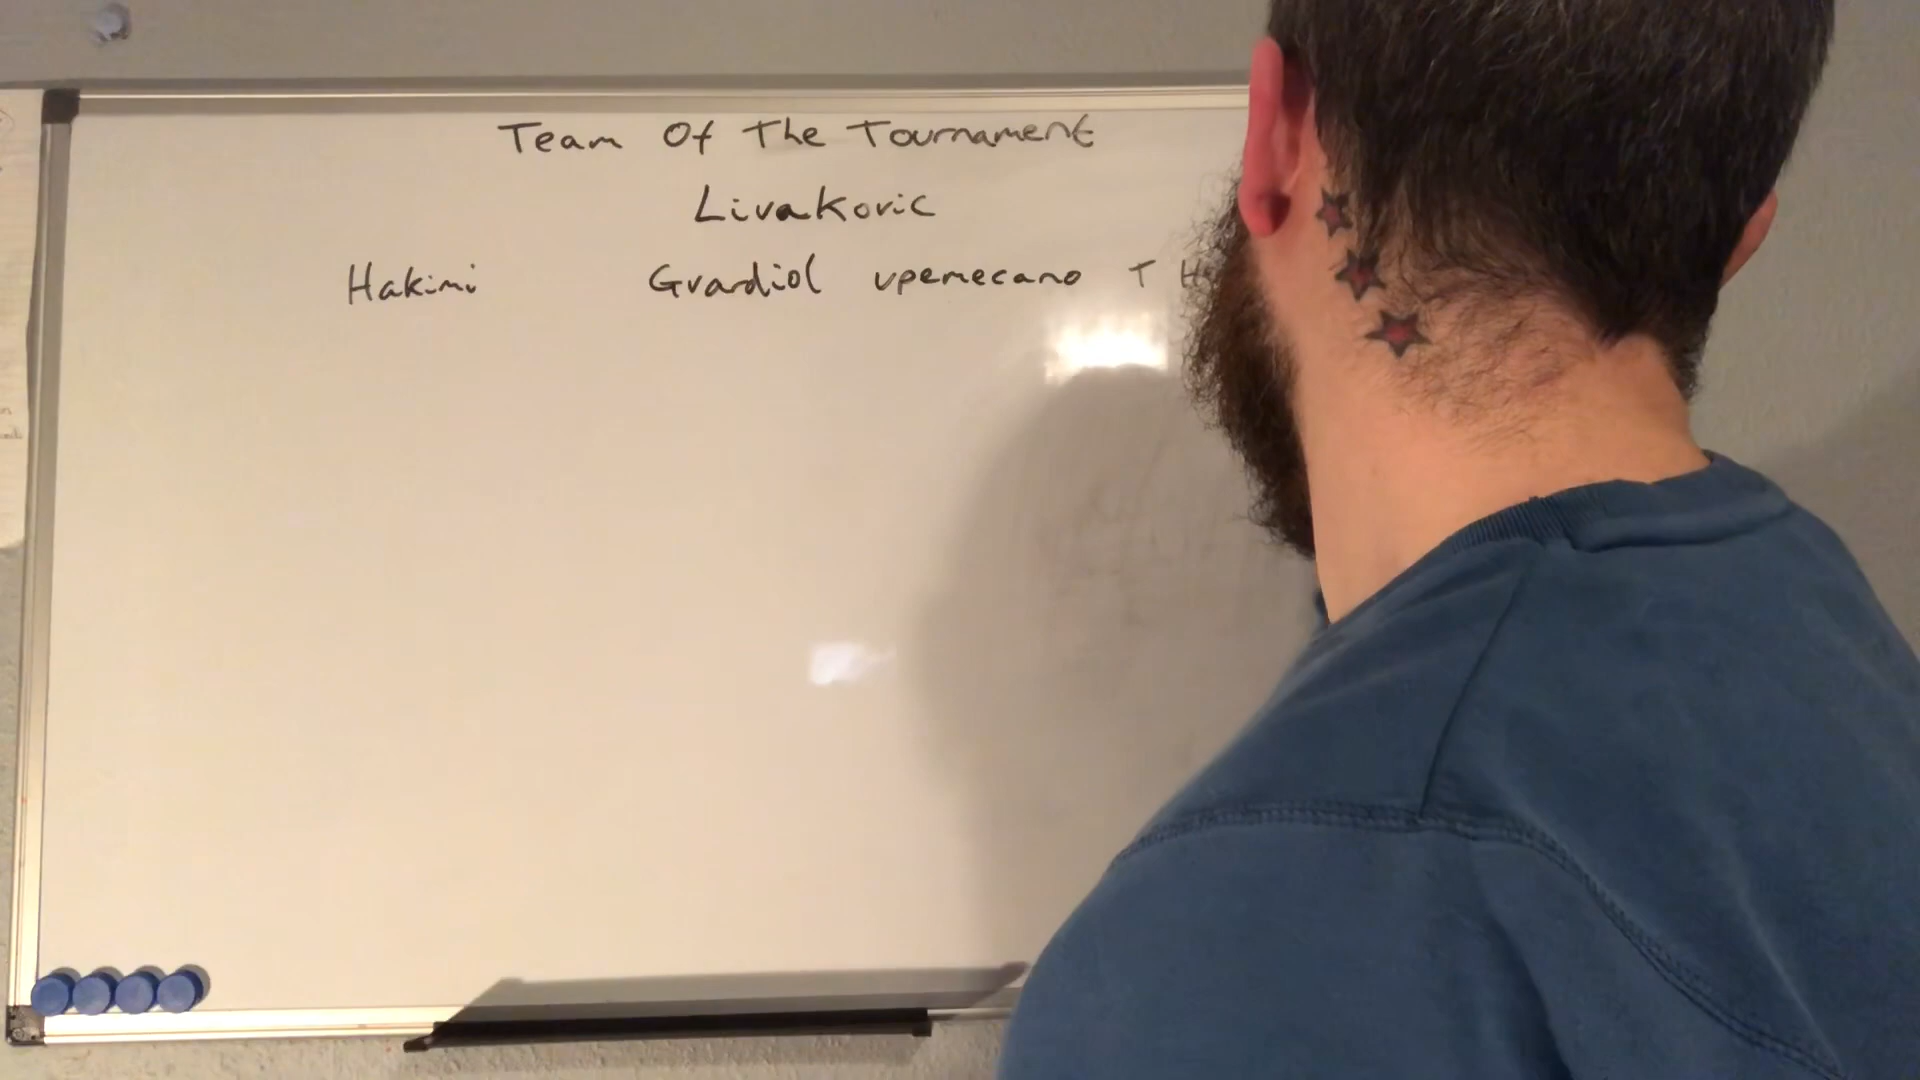 Team Of The Tournament
Livakovic
Hakimi Gvardiol upemecano T H